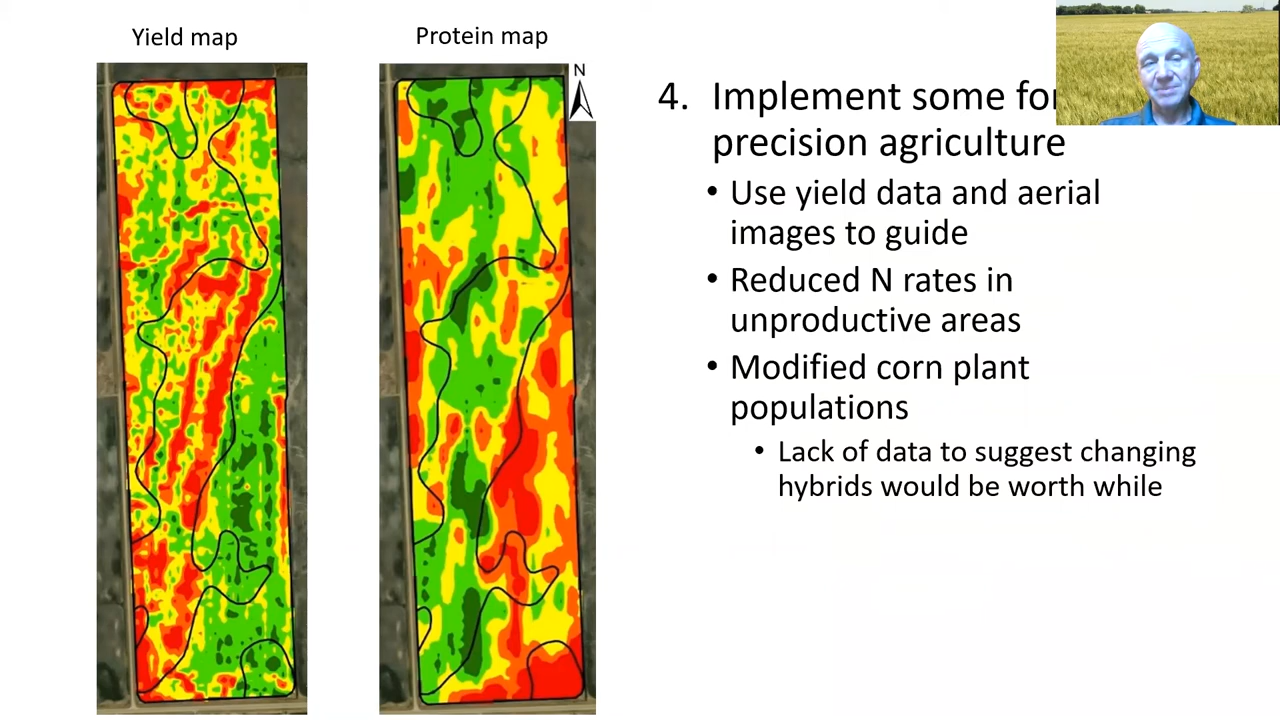 Yield map
Protein map
N
4. Implement some
precision agriculture
• Use yield data and aerial
images to guide
• Reduced N rates in
unproductive areas
• Modified corn plant
populations
• Lack of data to suggest changing
hybrids would be worth while